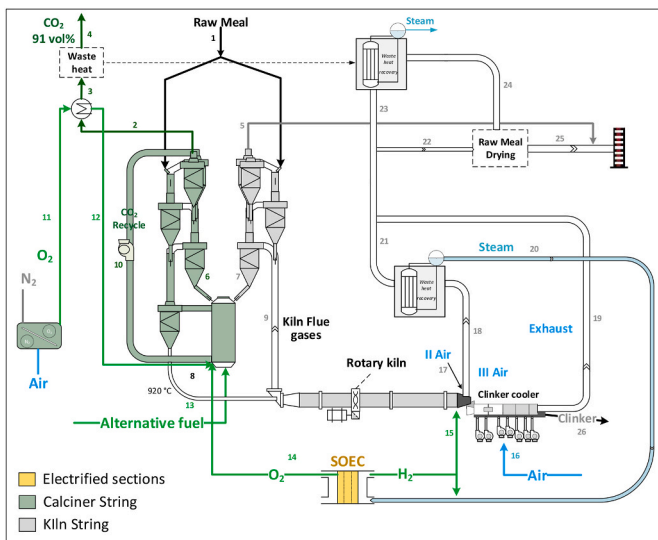 CO₂
91 vol%
4
Raw Meal
1
Steam
Waste
heat
Waste
heat
recovery
24
3
23
2
5
22
Raw Meal
Drying
25
11
12
CO₂
Recycle
O₂
10
6
7
21
Steam
20
Waste
heat
recovery
N₂
9
Kiln Flue
gases
18
Exhaust
19
II Air
17
III Air
Rotary kiln
Clinker cooler
Air
8
920 °C
13
Clinker
26
Alternative fuel
15
16
14
SOEC
O₂
H₂
Air
Electrified sections
Calciner String
KIln String